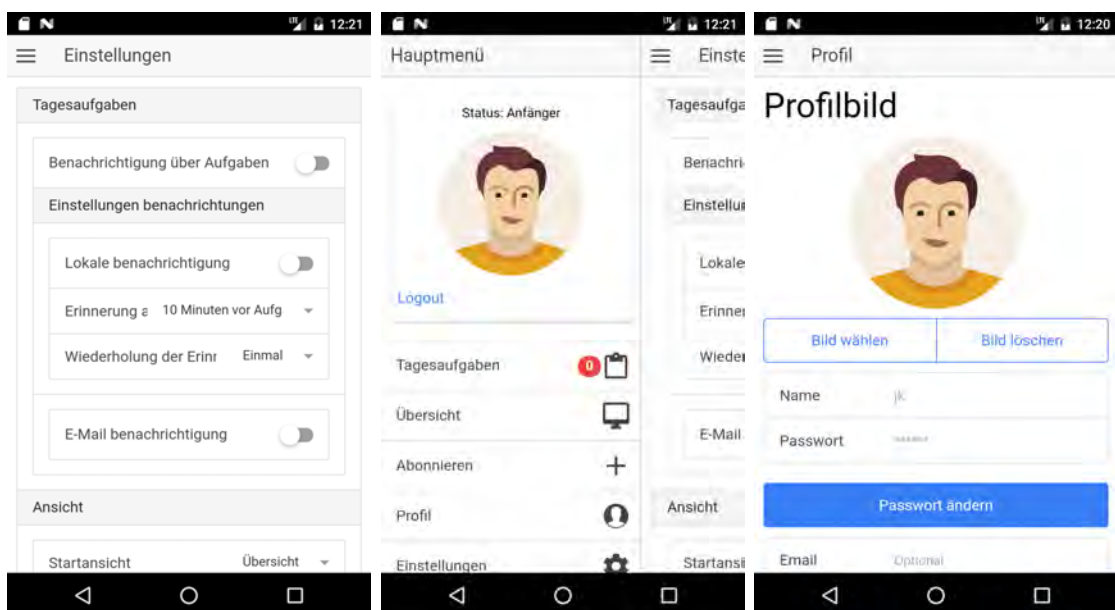 12:21
Einstellungen
Tagesaufgaben
Benachrichtigung über Aufgaben
Einstellungen benachrichtungen
Lokale benachrichtigung
Erinnerung a 10 Minuten vor Aufg
Wiederholung der Erinr Einmal
E-Mail benachrichtigung
Ansicht
Startansicht Übersicht
12:21
Hauptmenü
Status: Anfänger
Logout
Tagesaufgaben 0
Übersicht
Abonnieren
Profil
Einstellungen
Einste
Tagesaufga
Benachri
Einstellu
Lokale
Erinner
Wieder
E-Mail
Ansicht
Startansi
12:20
Profil
Profilbild
Bild wählen Bild löschen
Name jk
Passwort
Passwort ändern
Email Optional